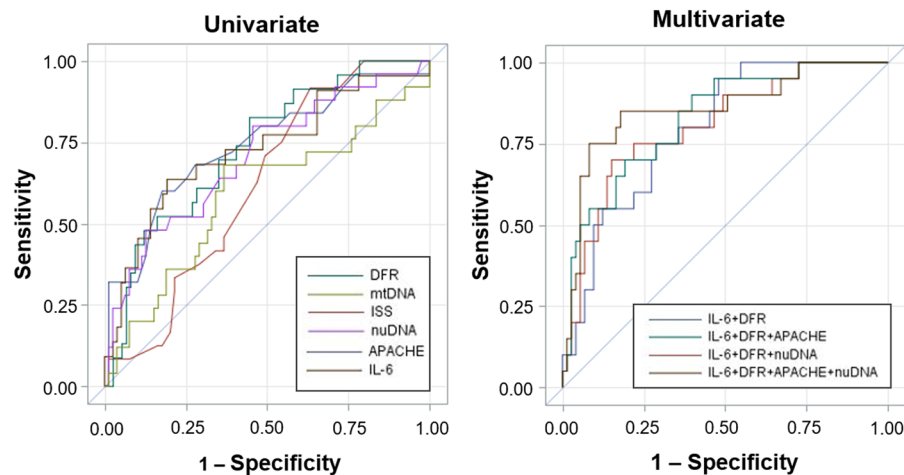 Univariate
Sensitivity
1.00
0.75
0.50
0.25
0.00
DFR
mtDNA
ISS
nuDNA
APACHE
IL-6
0.00 0.25 0.50 0.75 1.00
1 – Specificity
Multivariate
Sensitivity
1.00
0.75
0.50
0.25
0.00
IL-6+DFR
IL-6+DFR+APACHE
IL-6+DFR+nuDNA
IL-6+DFR+APACHE+nuDNA
0.00 0.25 0.50 0.75 1.00
1 – Specificity